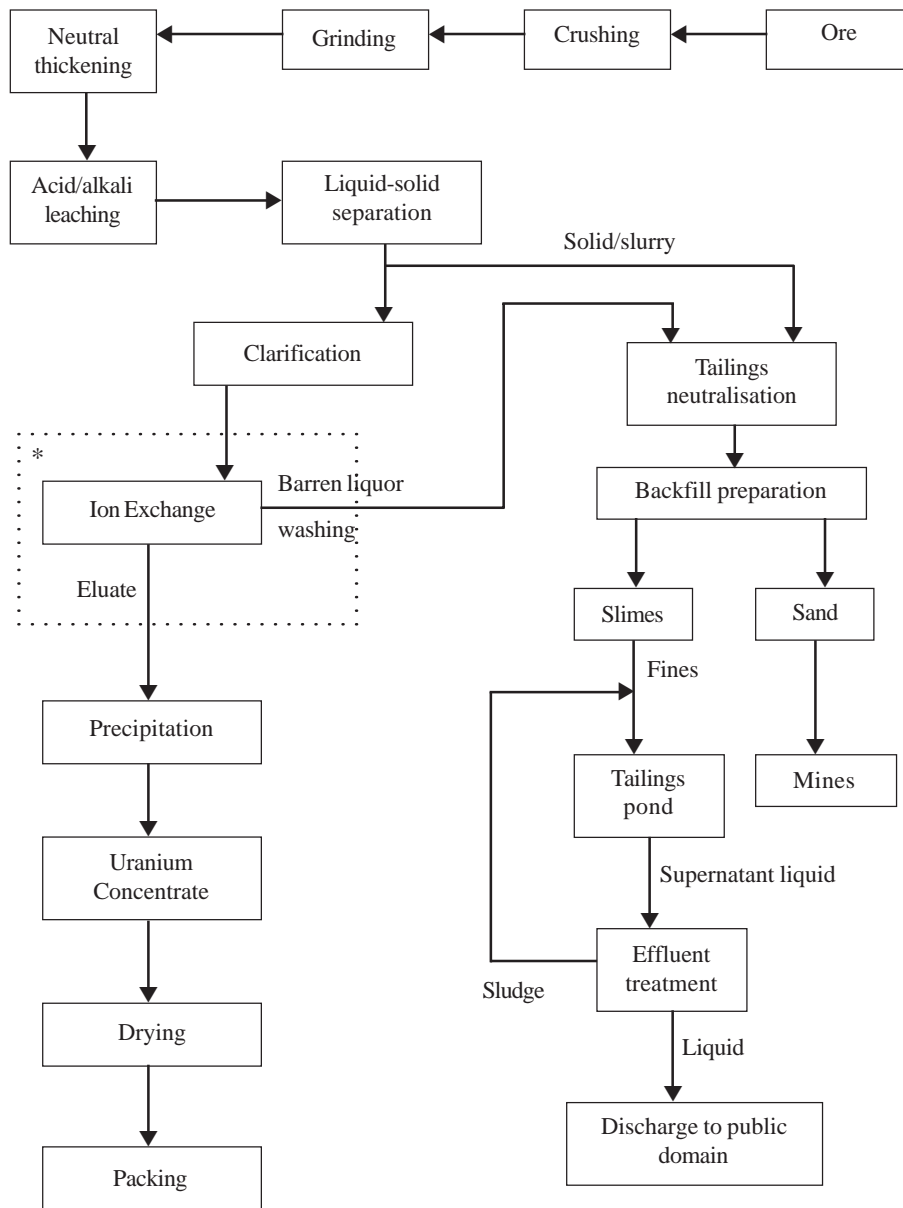 Neutral
thickening
Grinding
Crushing
Ore
Acid/alkali
leaching
Liquid-solid
separation
Solid/slurry
Clarification
Tailings
neutralisation
*
Ion Exchange
Barren liquor
washing
Backfill preparation
Eluate
Slimes
Sand
Fines
Precipitation
Tailings
pond
Mines
Uranium
Concentrate
Supernatant liquid
Effluent
treatment
Sludge
Drying
Liquid
Discharge to public
domain
Packing